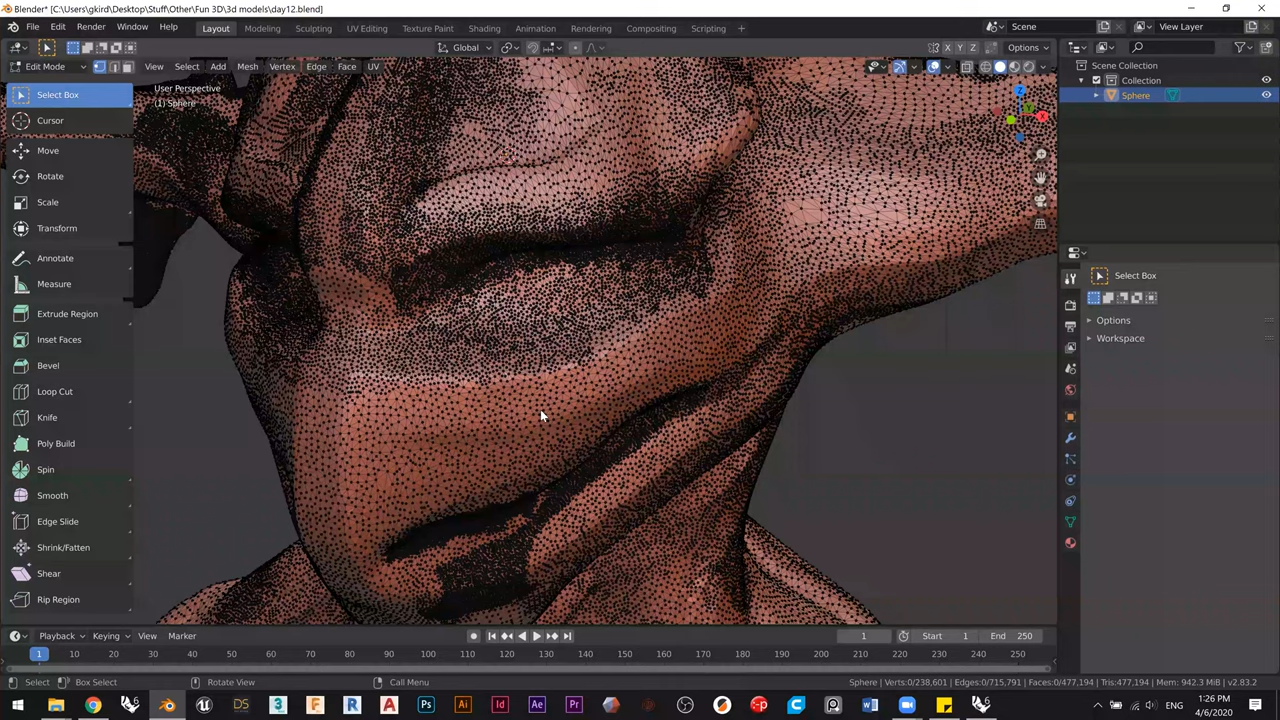 Blender* [C:\Users\gkird\Desktop\Stuff\Other\Fun 3D\3d models\day12.blend]
File Edit Render Window Help Layout Modeling Sculpting UV Editing Texture Paint Shading Animation Rendering Compositing Scripting + Scene View Layer
Global X Y Z Options
Edit Mode View Select Add Mesh Vertex Edge Face UV
Scene Collection
Collection
Sphere
User Perspective
(1) Sphere
Z
X
Y
Select Box
Cursor
Move
Rotate
Scale
Transform
Annotate
Measure
Extrude Region
Inset Faces
Bevel
Loop Cut
Knife
Poly Build
Spin
Smooth
Edge Slide
Shrink/Fatten
Shear
Rip Region
Select Box
Options
Workspace
Playback Keying View Marker 1 Start 1 End 250
1 10 20 30 40 50 60 70 80 90 100 110 120 130 140 150 160 170 180 190 200 210 220 230 240 250
Select Box Select Rotate View Call Menu Sphere | Verts:0/238,601 | Edges:0/715,791 | Faces:0/477,194 | Tris:477,194 | Mem: 942.3 MiB | v2.83.2
DS 3 F R A Ps Ai Id Ae Pr W ENG
1:26 PM
4/6/2020